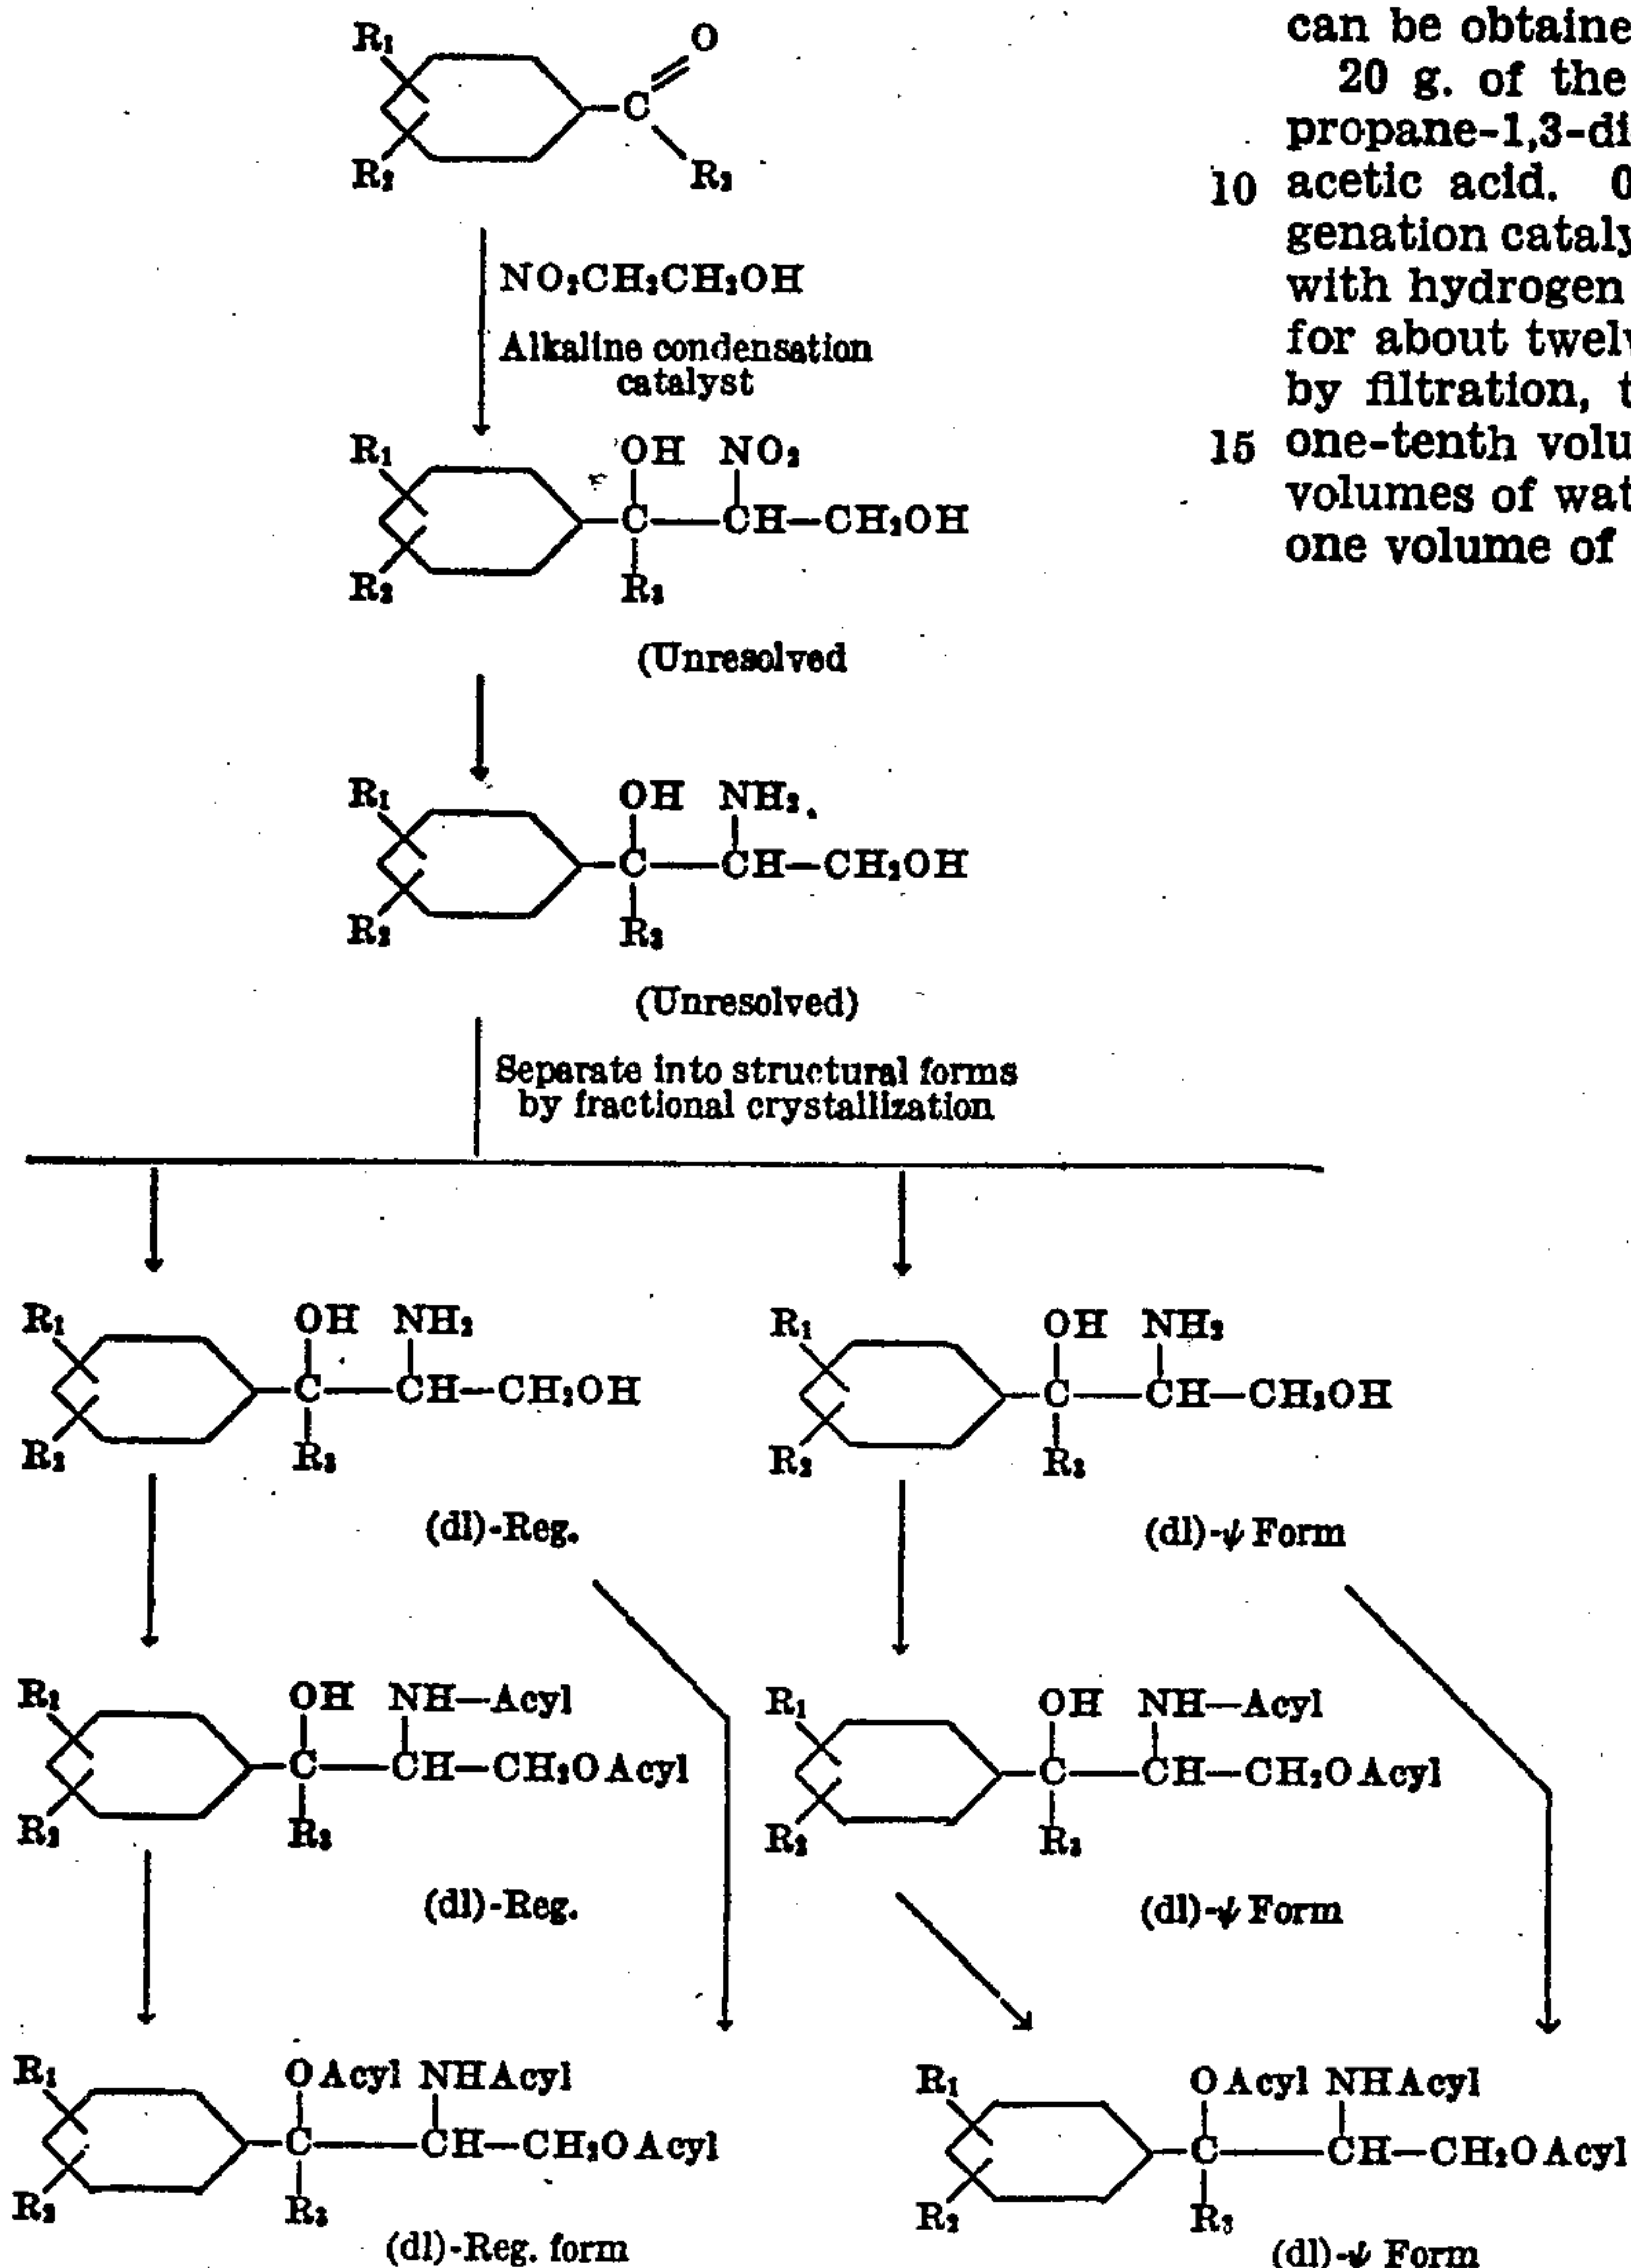 R₁
O
C
R₂
R₃
NO₂CH₂CH₂OH
Alkaline condensation
catalyst
R₁
OH NO₂
C—CH—CH₂OH
R₂
R₃
(Unresolved
R₁
OH NH₂
C—CH—CH₂OH
R₂
R₃
(Unresolved)
Separate into structural forms
by fractional crystallization
R₁
OH NH₂
C—CH—CH₂OH
R₂
R₃
(dl)-Reg.
R₁
OH NH₂
C—CH—CH₂OH
R₂
R₃
(dl)-ψ Form
R₁
OH NH—Acyl
C—CH—CH₂OAcyl
R₂
R₃
(dl)-Reg.
R₁
OH NH—Acyl
C—CH—CH₂OAcyl
R₂
R₃
(dl)-ψ Form
R₁
OAcyl NHAcyl
C—CH—CH₂OAcyl
R₂
R₃
(dl)-Reg. form
R₁
OAcyl NHAcyl
C—CH—CH₂OAcyl
R₂
R₃
(dl)-ψ Form
can be obtaine
20 g. of the
propane-1,3-di
10 acetic acid. 0
genation cataly
with hydrogen
for about twelv
by filtration, t
15 one-tenth volu
volumes of wat
one volume of